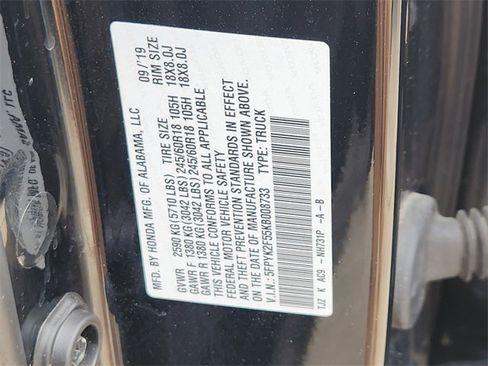 MFD. BY HONDA MFG. OF ALABAMA, LLC 09/'19
GVWR 2590 KG (5710 LBS) TIRE SIZE RIM SIZE
GAWR F 1380 KG (3042 LBS) 245/60R18 105H 18X8.0J
GAWR R 1380 KG (3042 LBS) 245/60R18 105H 18X8.0J
THIS VEHICLE CONFORMS TO ALL APPLICABLE
FEDERAL MOTOR VEHICLE SAFETY
AND THEFT PREVENTION STANDARDS IN EFFECT
ON THE DATE OF MANUFACTURE SHOWN ABOVE.
V.I.N.: 5FPYK2F55KB008733 TYPE: TRUCK
TJZ K AC9 - NH731P -A -B